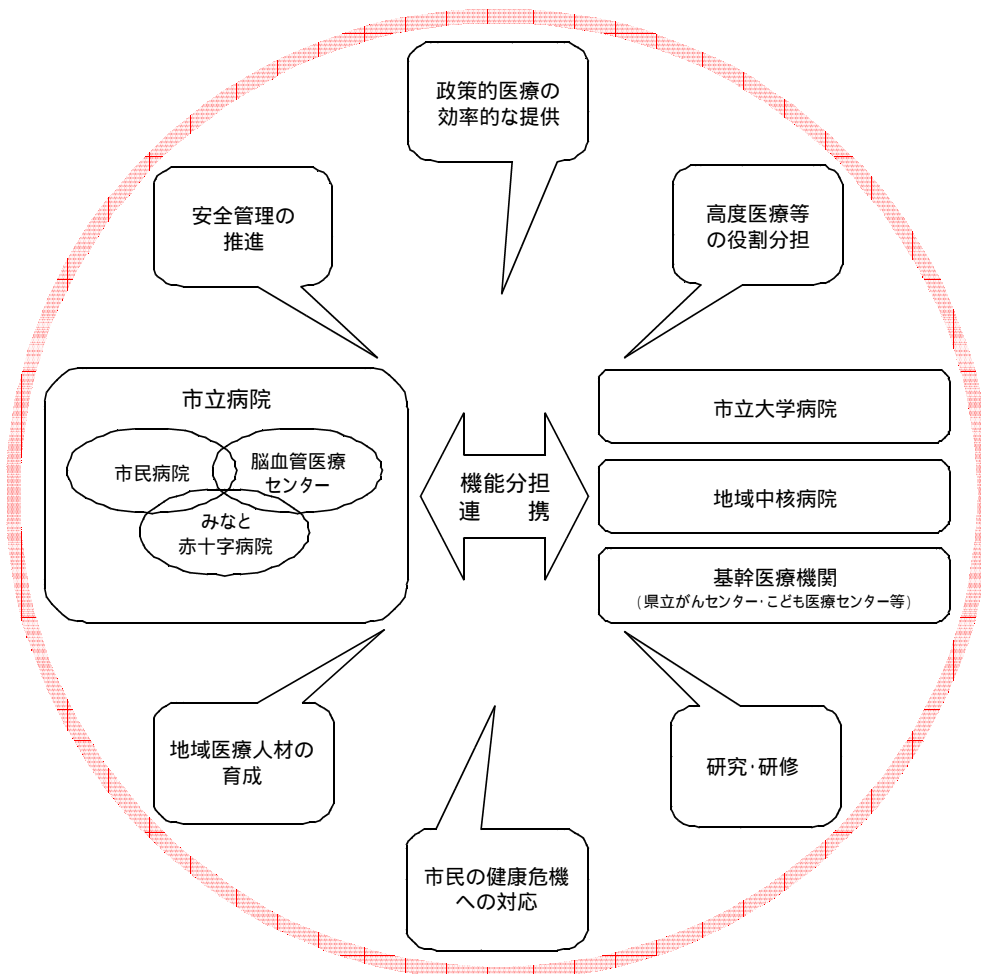 政策的医療の
効率的な提供
安全管理の
推進
高度医療等
の役割分担
市立病院
市民病院
脳血管医療
センター
みなと
赤十字病院
機能分担
連　　携
市立大学病院
地域中核病院
基幹医療機関
(県立がんセンター・こども医療センター等)
地域医療人材の
育成
研究・研修
市民の健康危機
への対応